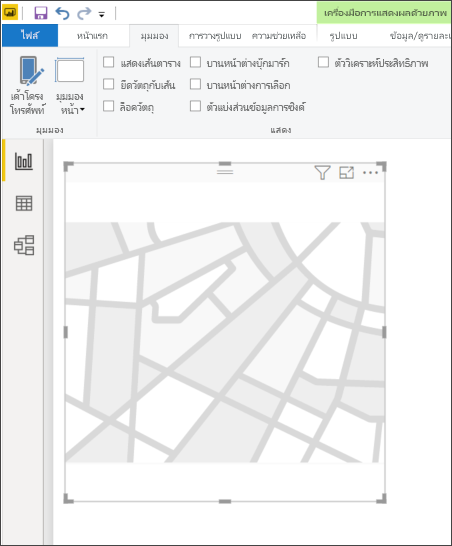 เครื่องมือการแสดงผลด้วยภาพ
ไฟล์ หน้าแรก มุมมอง การวางรูปแบบ ความช่วยเหลือ รูปแบบ ข้อมูล/ดูรายละเ
เค้าโครงโทรศัพท์
มุมมองหน้า
แสดงเส้นตาราง
ยึดวัตถุกับเส้น
ล็อควัตถุ
บานหน้าต่างบุ๊กมาร์ก
บานหน้าต่างการเลือก
ตัวแบ่งส่วนข้อมูลการซิงค์
ตัววิเคราะห์ประสิทธิภาพ
มุมมอง
แสดง